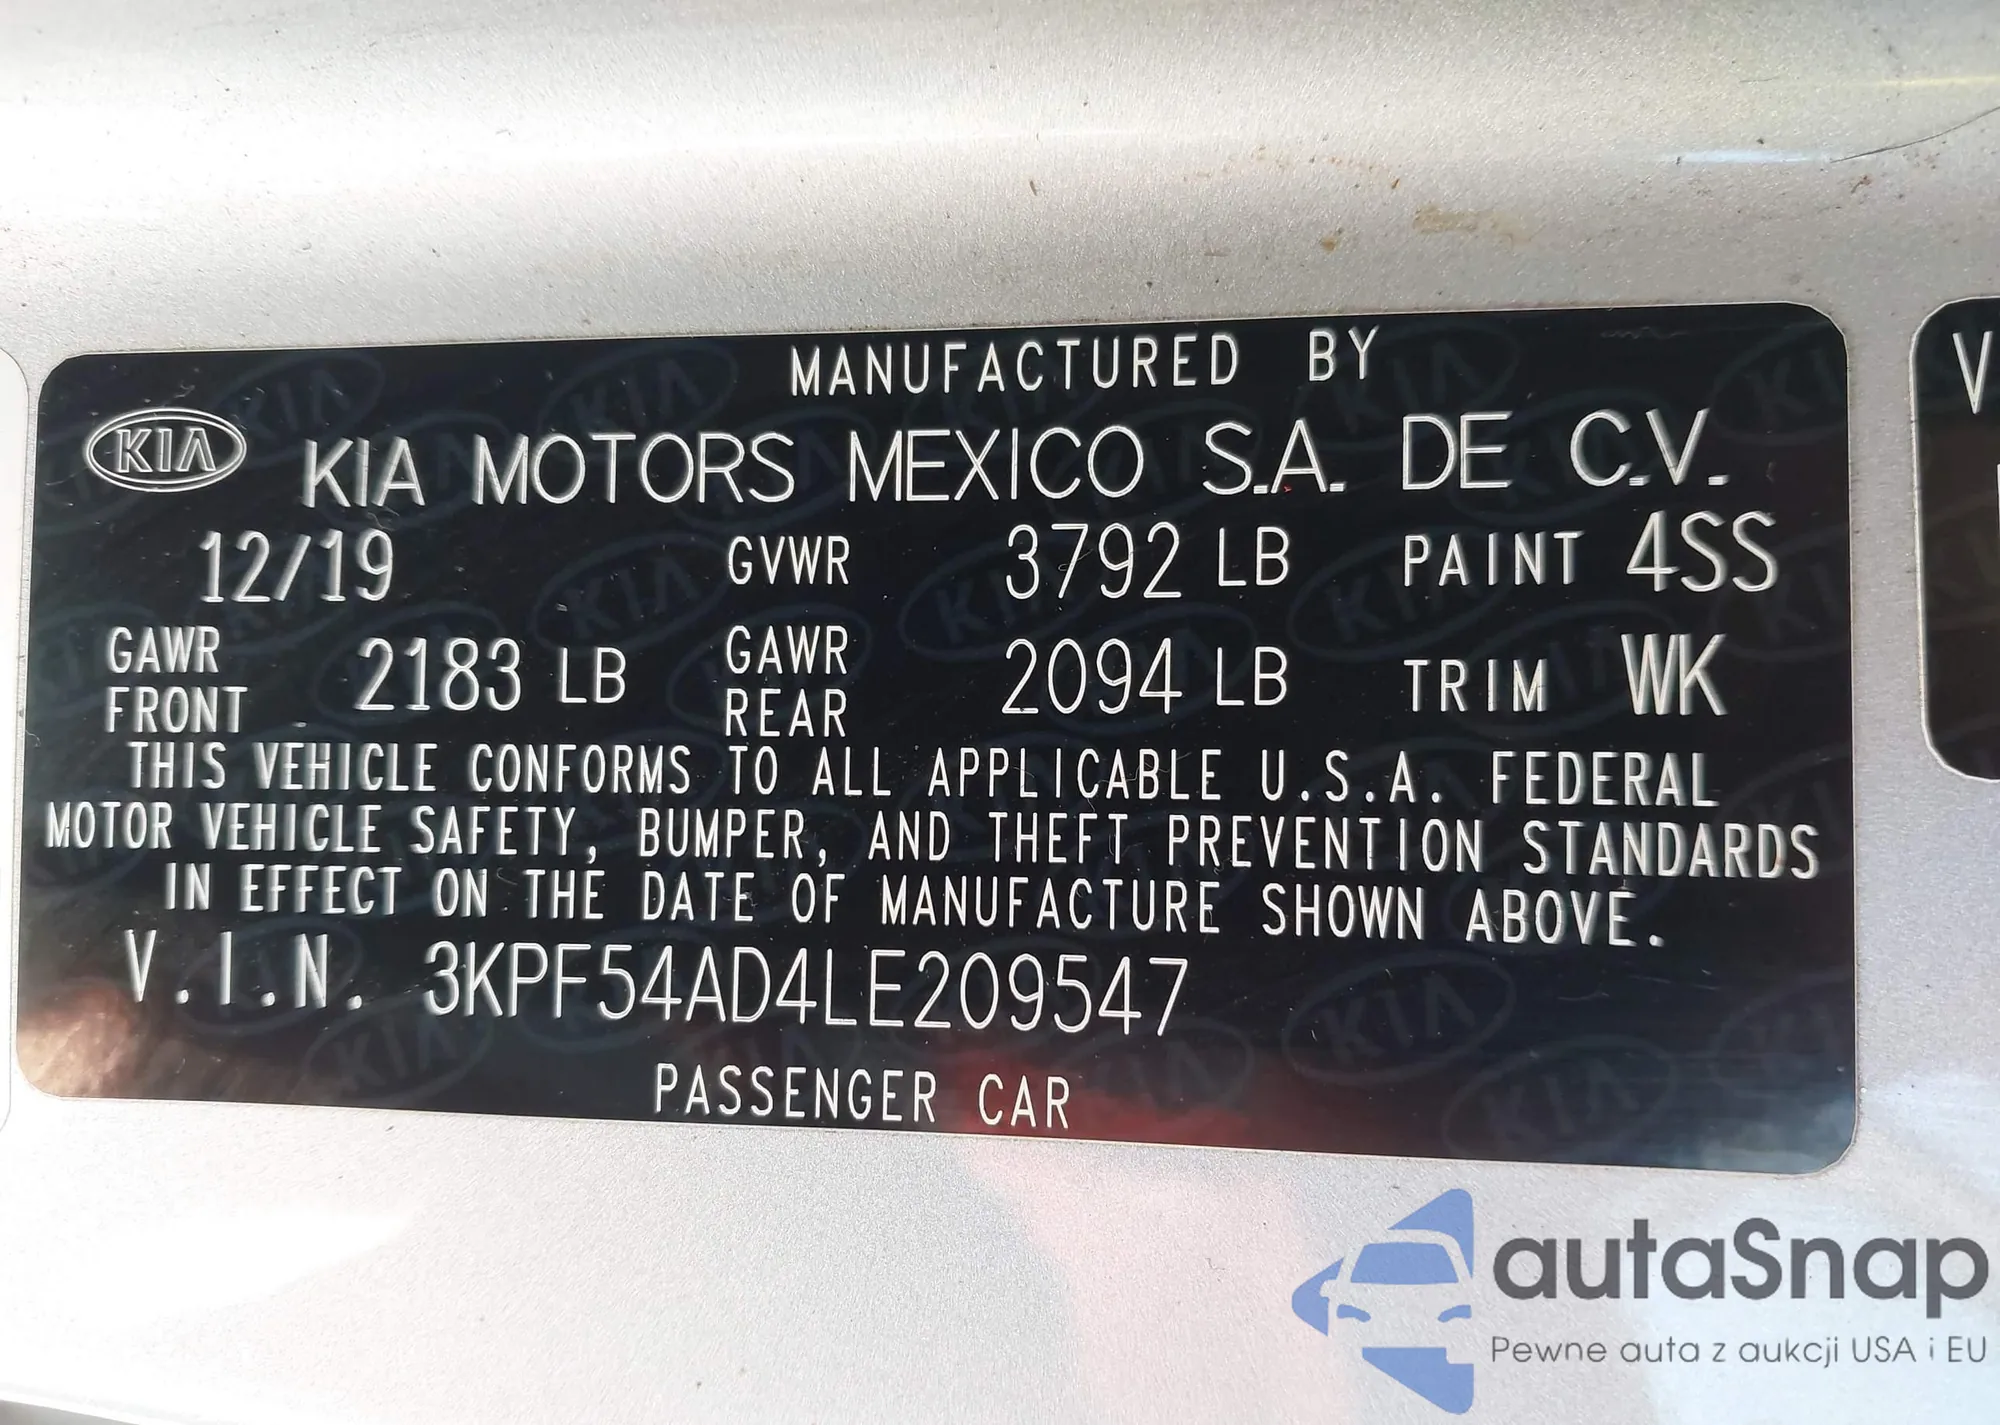 MANUFACTURED BY
KIA KIA MOTORS MEXICO S.A. DE C.V.
12/19 GVWR 3792 LB PAINT 4SS
GAWR FRONT 2183 LB GAWR REAR 2094 LB TRIM WK
THIS VEHICLE CONFORMS TO ALL APPLICABLE U.S.A. FEDERAL
MOTOR VEHICLE SAFETY, BUMPER, AND THEFT PREVENTION STANDARDS
IN EFFECT ON THE DATE OF MANUFACTURE SHOWN ABOVE.
V.I.N. 3KPF54AD4LE209547
PASSENGER CAR
V
autaSnap
Pewne auta z aukcji USA i EU